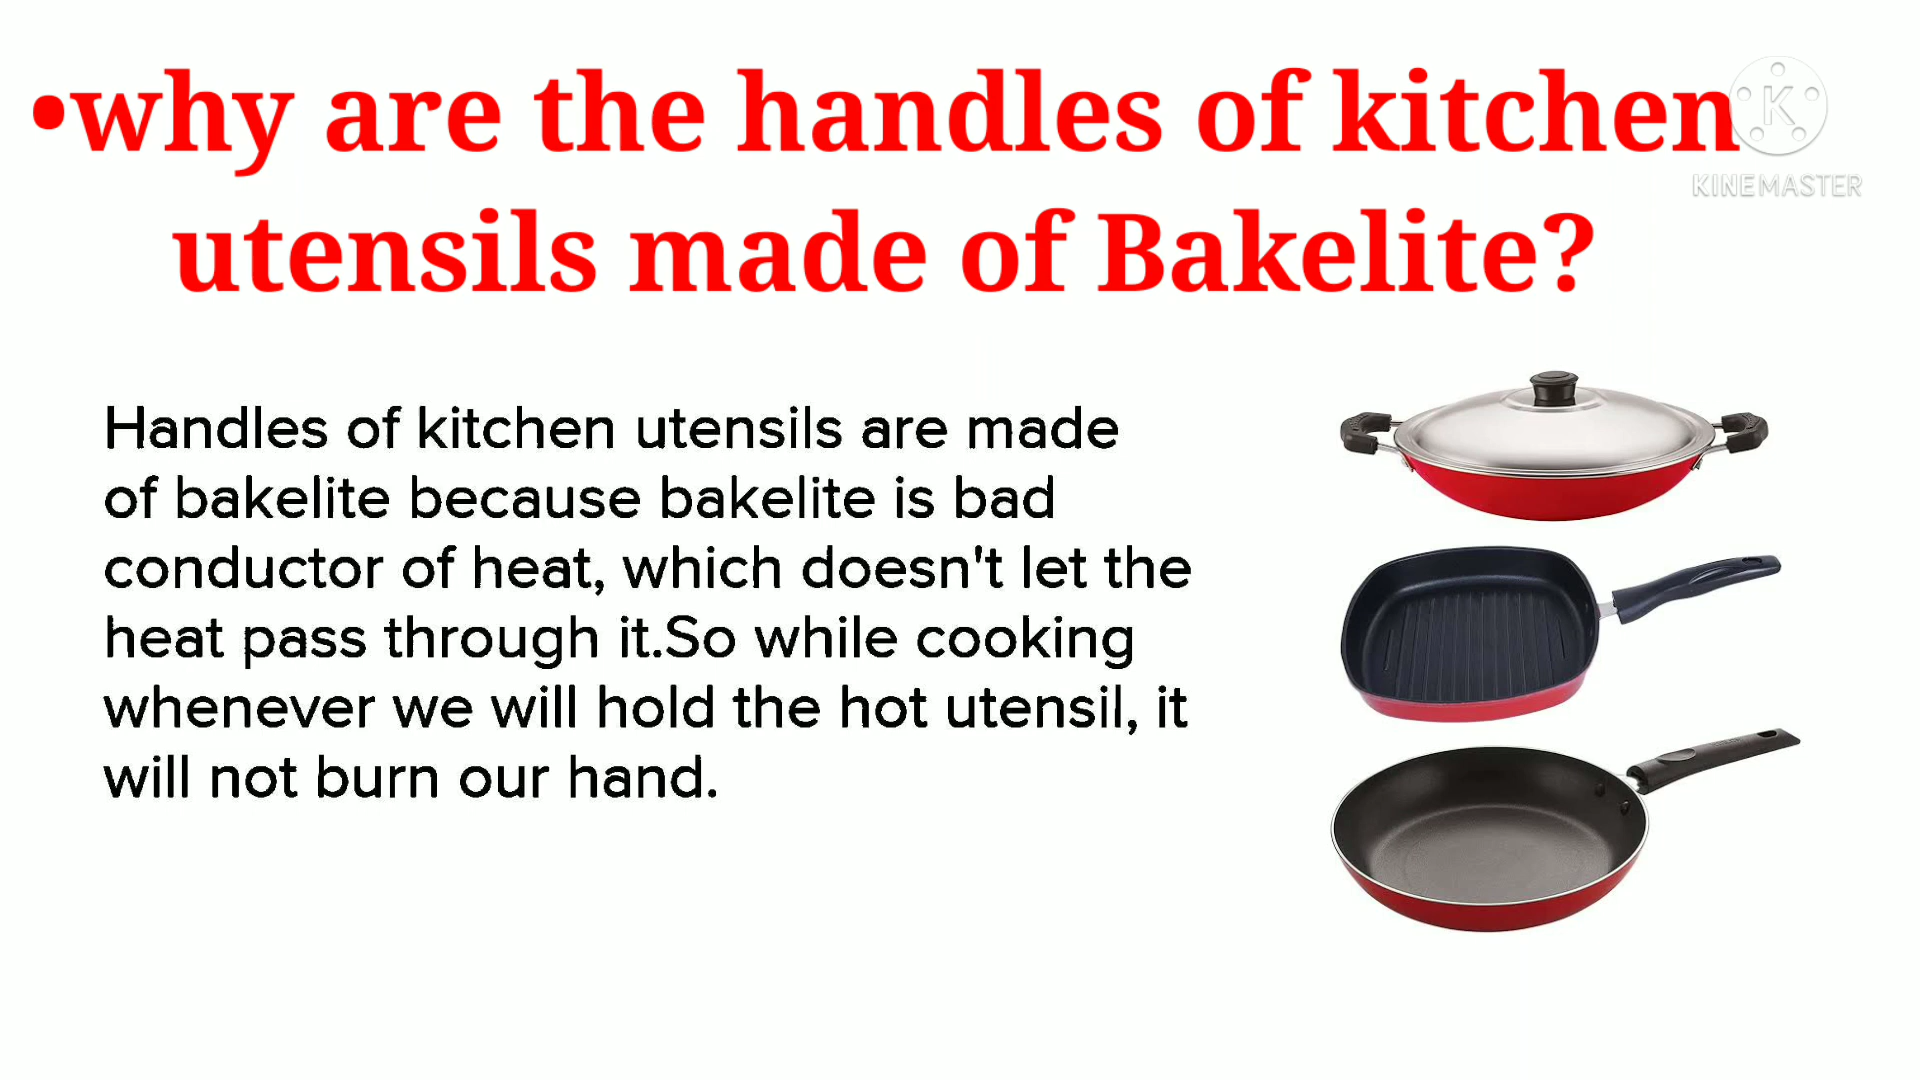 •why are the handles of kitchen
utensils made of Bakelite?
K
KINEMASTER
Handles of kitchen utensils are made
of bakelite because bakelite is bad
conductor of heat, which doesn't let the
heat pass through it.So while cooking
whenever we will hold the hot utensil, it
will not burn our hand.